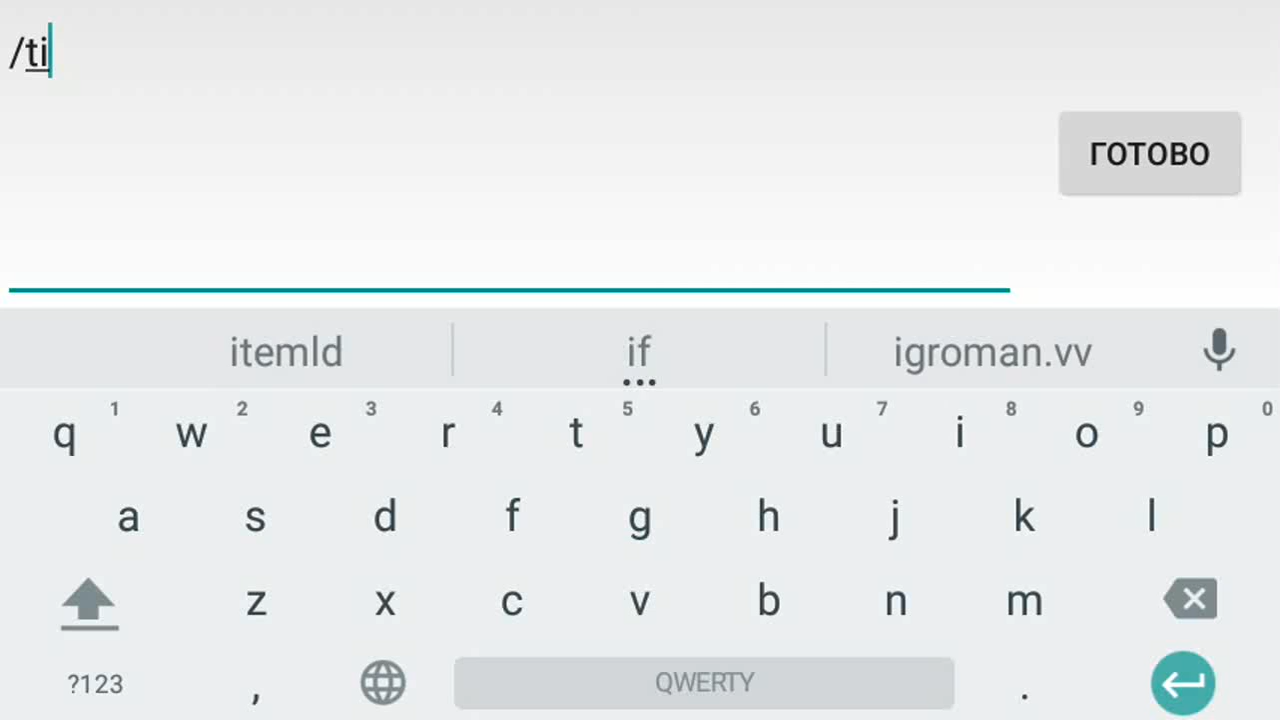 /ti
ГОТОВО
itemId if igroman.vv
1 2 3 4 5 6 7 8 9 0
q w e r t y u i o p
a s d f g h j k l
z x c v b n m
?123 , QWERTY .